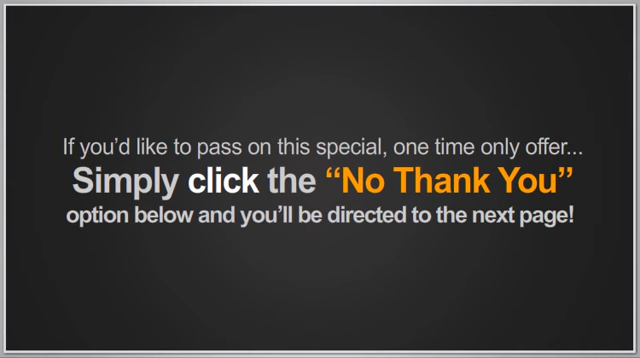 If you’d like to pass on this special, one time only offer...
Simply click the “No Thank You”
option below and you’ll be directed to the next page!